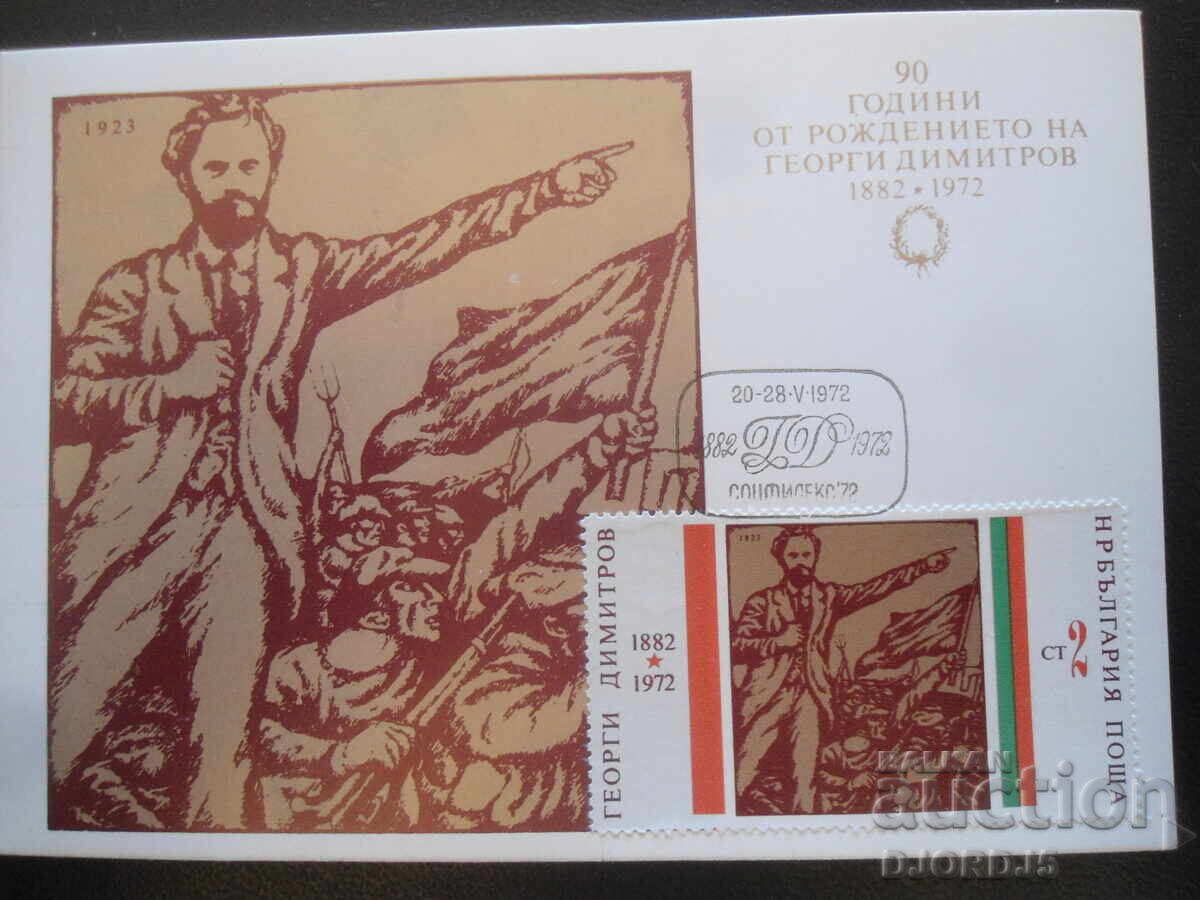 1923
90
ГОДИНИ
ОТ РОЖДЕНИЕТО НА
ГЕОРГИ ДИМИТРОВ
1882 * 1972
20-28·V·1972
1882 ГД 1972
СОЦФИЛЕКС'72
ГЕОРГИ ДИМИТРОВ
1882
★
1972
1923
СТ 2
НР БЪЛГАРИЯ ПОЩА
BALKAN
auction
DJORDJ5